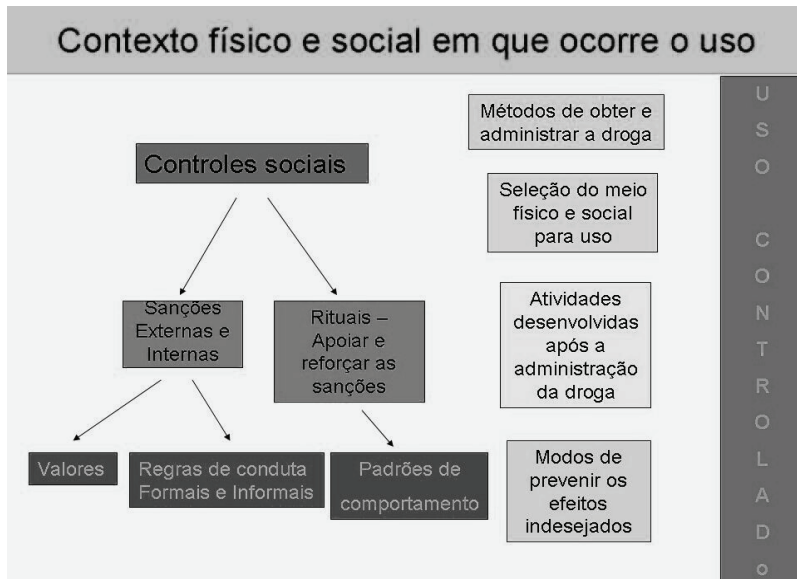 Contexto físico e social em que ocorre o uso
Controles sociais
Sanções
Externas e
Internas
Rituais –
Apoiar e
reforçar as
sanções
Valores
Regras de conduta
Formais e Informais
Padrões de
comportamento
Métodos de obter e
administrar a droga
Seleção do meio
físico e social
para uso
Atividades
desenvolvidas
após a
administração
da droga
Modos de
prevenir os
efeitos
indesejados
U
S
O
C
O
N
T
R
O
L
A
D
o